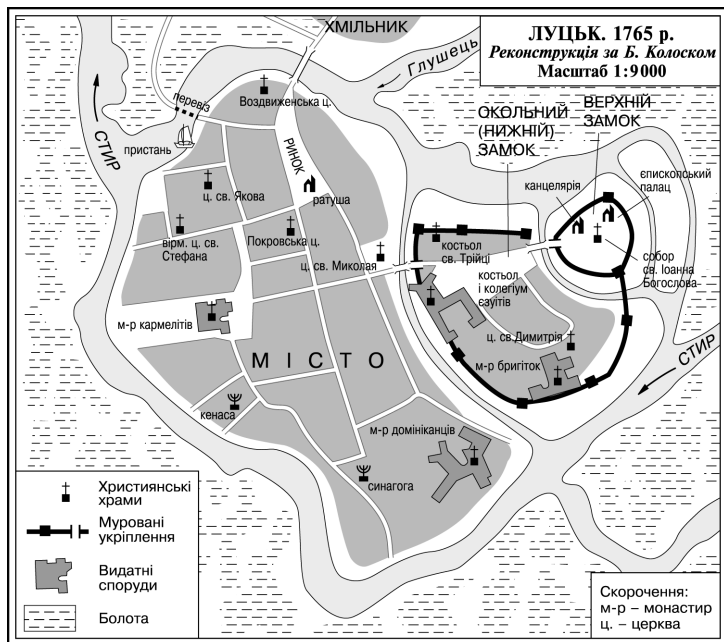 ЛУЦЬК. 1765 р.
Реконструкція за Б. Колоском
Масштаб 1:9000
ХМІЛЬНИК
Глушець
СТИР
перевіз
пристань
Воздвиженська ц.
РИНОК
ратуша
ц. св. Якова
вірм. ц. св.
Стефана
Покровська ц.
ц. св. Миколая
ОКОЛЬНИЙ
(НИЖНІЙ)
ЗАМОК
ВЕРХНІЙ
ЗАМОК
канцелярія
єпископський
палац
собор
св. Іоанна
Богослова
костьол
св. Трійці
костьол
і колегіум
єзуїтів
ц. св Димитрія
м-р бригіток
СТИР
м-р кармелітів
МІСТО
кенаса
м-р домініканців
синагога
Християнські
храми
Муровані
укріплення
Видатні
споруди
Болота
Скорочення:
м-р – монастир
ц. – церква